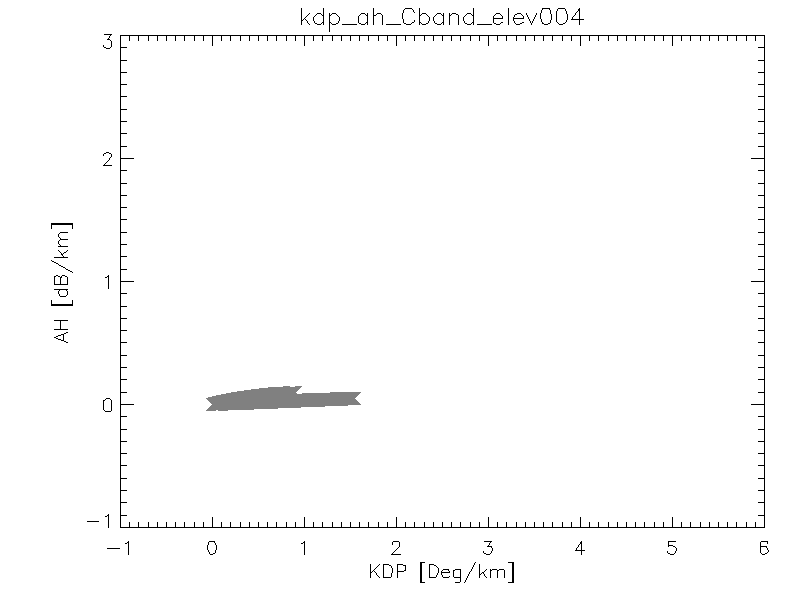 kdp_ah_Cband_elev004
3
2
1
0
-1
AH [dB/km]
-1 0 1 2 3 4 5 6
KDP [Deg/km]